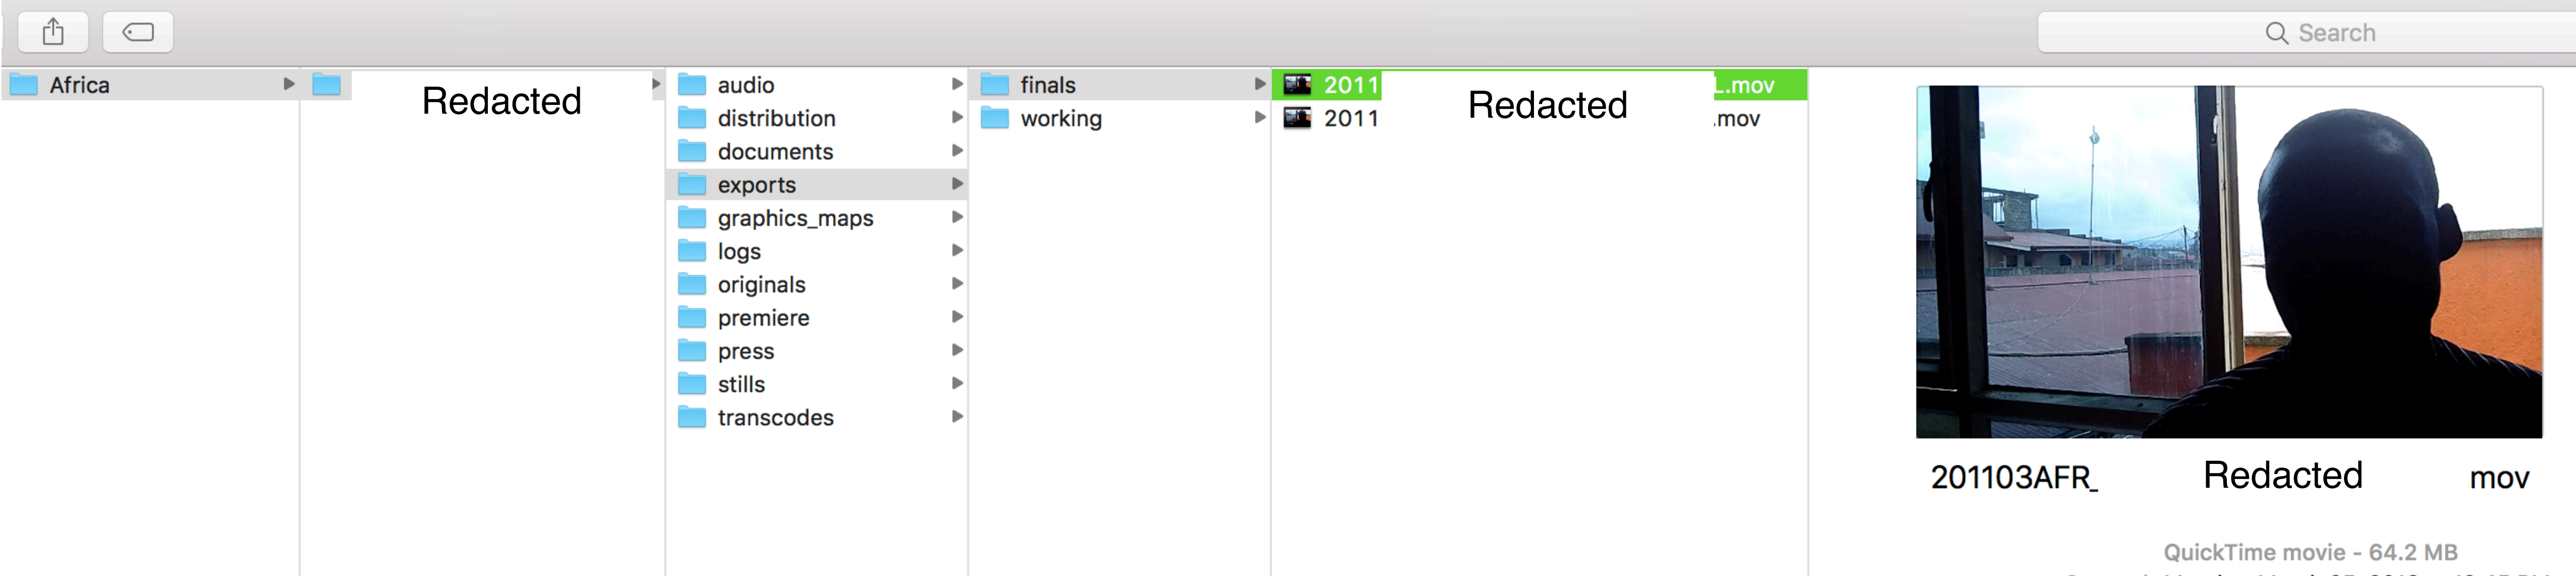 Search
Africa
Redacted
audio
distribution
documents
exports
graphics_maps
logs
originals
premiere
press
stills
transcodes
finals
working
2011 Redacted L.mov
2011 .mov
201103AFR_ Redacted mov
QuickTime movie - 64.2 MB